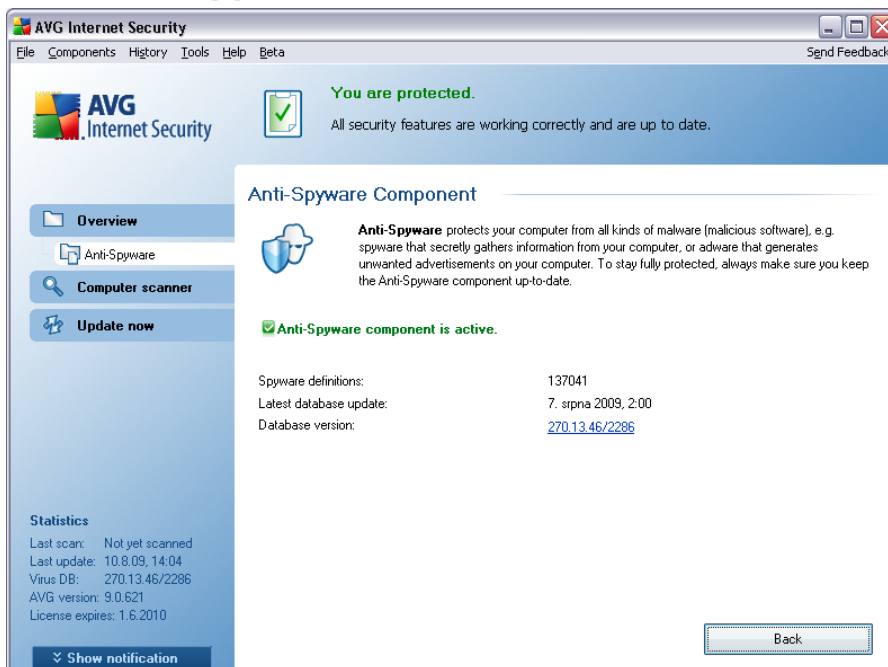 AVG Internet Security
File Components History Tools Help Beta Send Feedback
AVG
Internet Security
You are protected.
All security features are working correctly and are up to date.
Overview
Anti-Spyware
Computer scanner
Update now
Anti-Spyware Component
Anti-Spyware protects your computer from all kinds of malware (malicious software), e.g.
spyware that secretly gathers information from your computer, or adware that generates
unwanted advertisements on your computer. To stay fully protected, always make sure you keep
the Anti-Spyware component up-to-date.
Anti-Spyware component is active.
Spyware definitions: 137041
Latest database update: 7. srpna 2009, 2:00
Database version: 270.13.46/2286
Statistics
Last scan: Not yet scanned
Last update: 10.8.09, 14:04
Virus DB: 270.13.46/2286
AVG version: 9.0.621
License expires: 1.6.2010
Show notification
Back